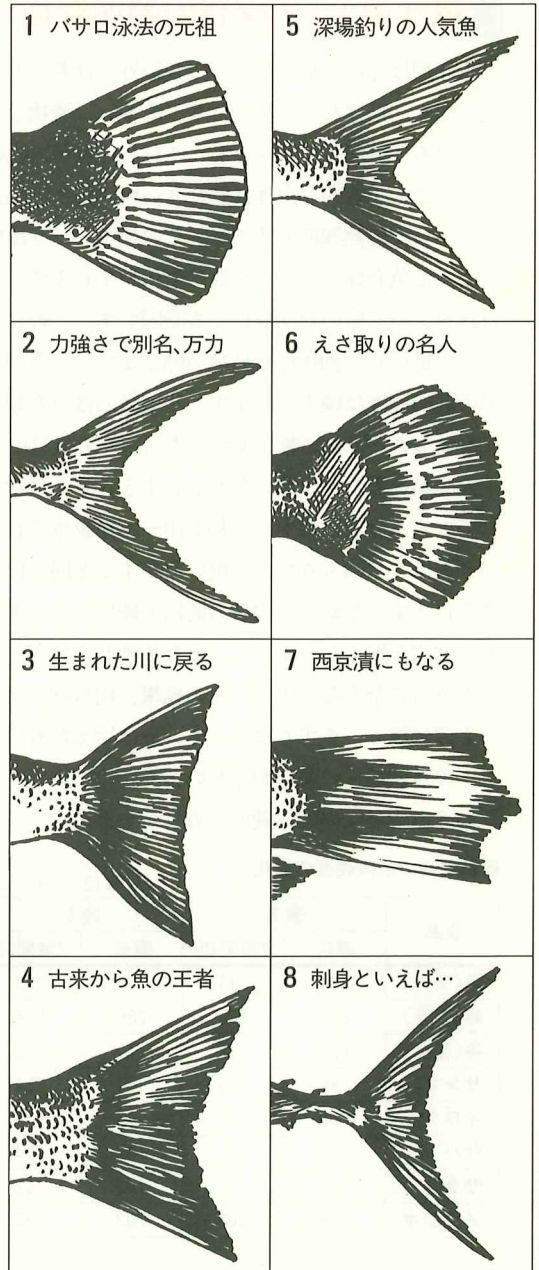 1 バサロ泳法の元祖
5 深場釣りの人気魚
2 力強さで別名、万力
6 えさ取りの名人
3 生まれた川に戻る
7 西京漬にもなる
4 古来から魚の王者
8 刺身といえば…